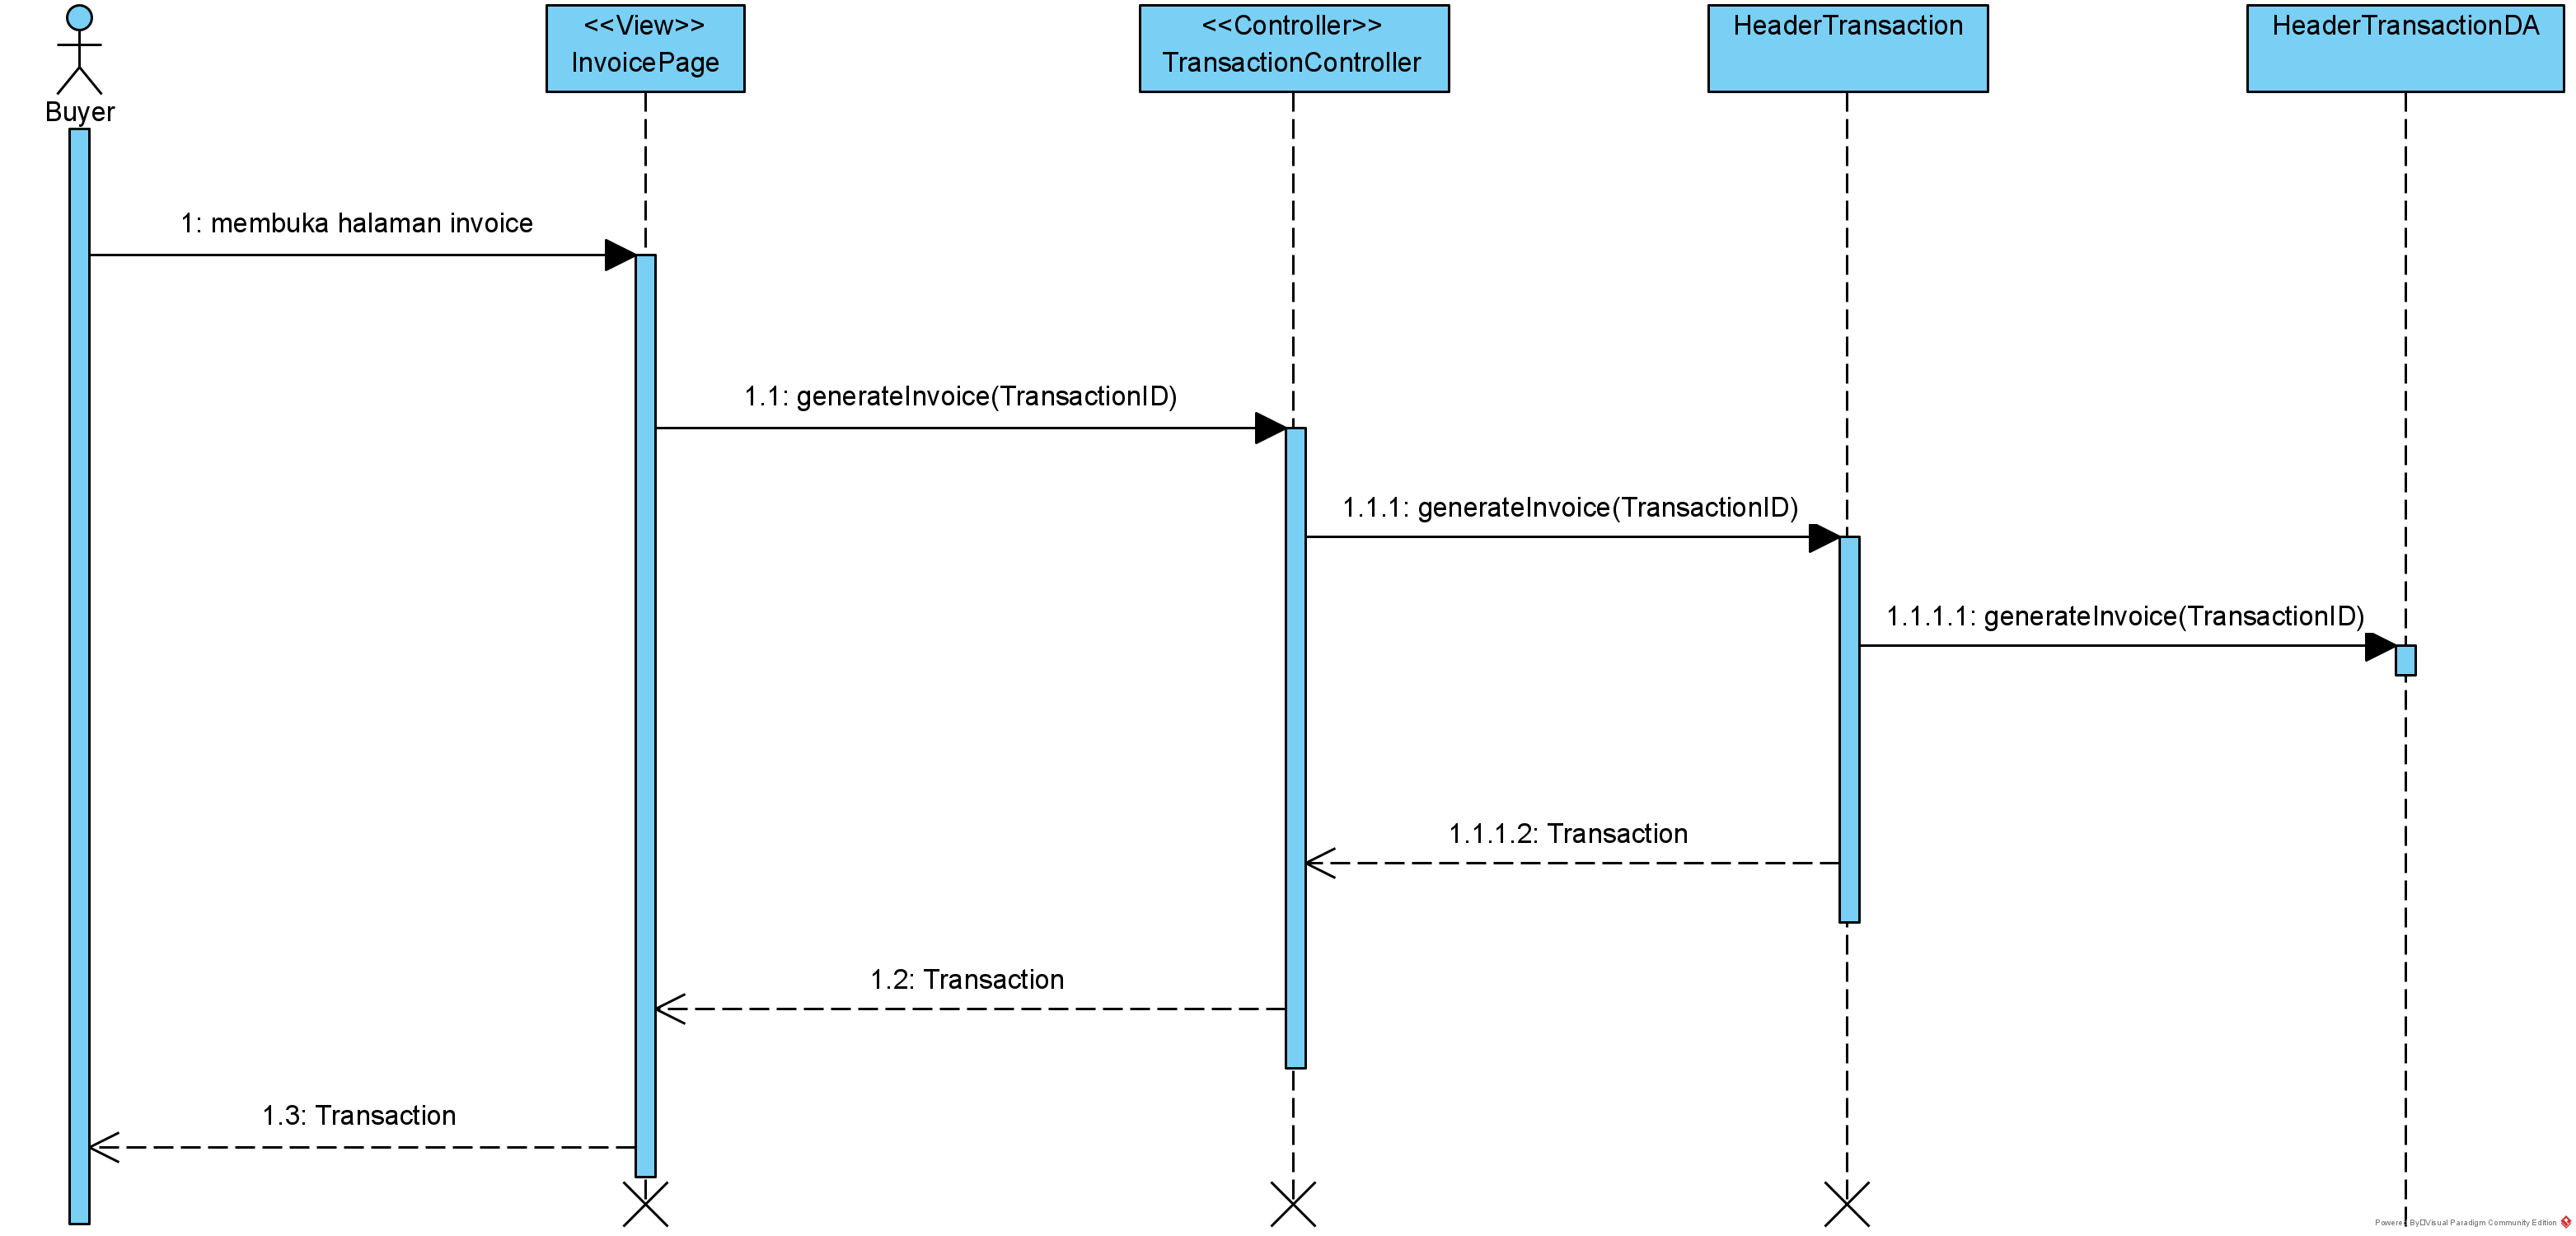 <<View>>
InvoicePage
<<Controller>>
TransactionController
HeaderTransaction
HeaderTransactionDA
Buyer
1: membuka halaman invoice
1.1: generateInvoice(TransactionID)
1.1.1: generateInvoice(TransactionID)
1.1.1.1: generateInvoice(TransactionID)
1.1.1.2: Transaction
1.2: Transaction
1.3: Transaction
Powered By Visual Paradigm Community Edition